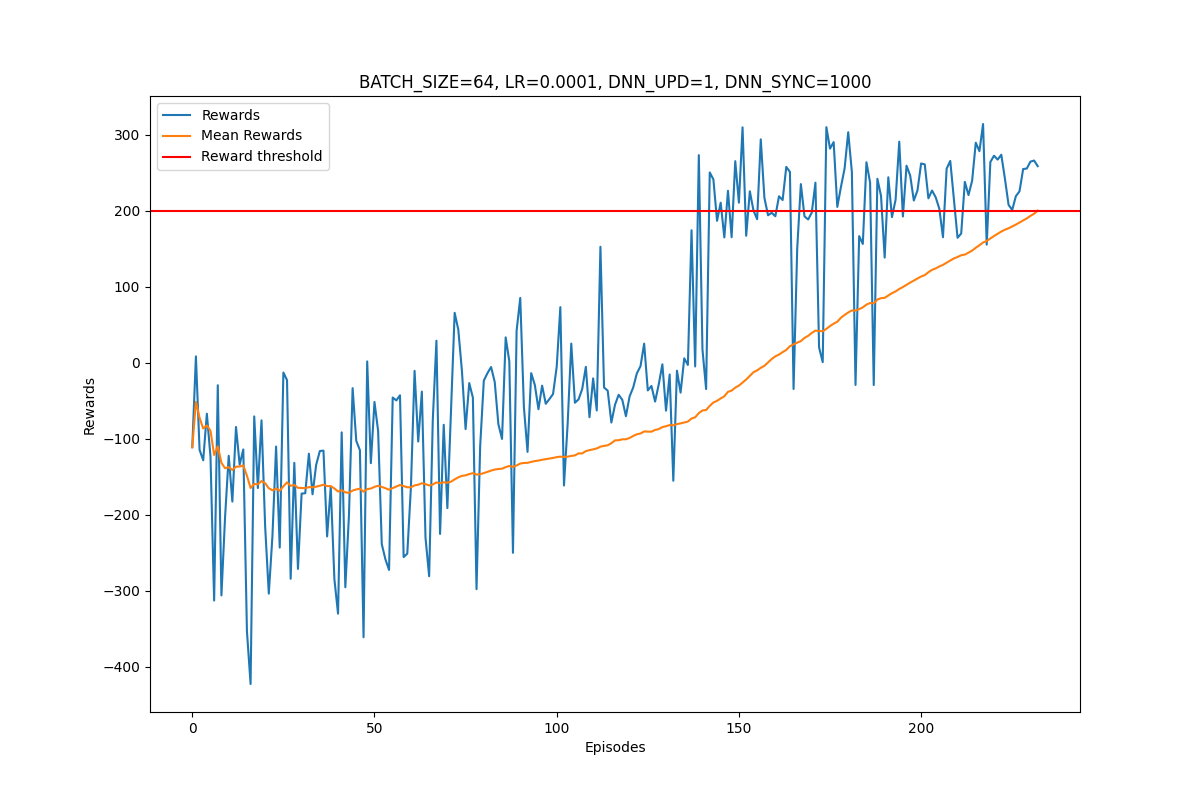 BATCH_SIZE=64, LR=0.0001, DNN_UPD=1, DNN_SYNC=1000
Rewards
Mean Rewards
Reward threshold
300
200
100
0
−100
−200
−300
−400
Rewards
0 50 100 150 200
Episodes